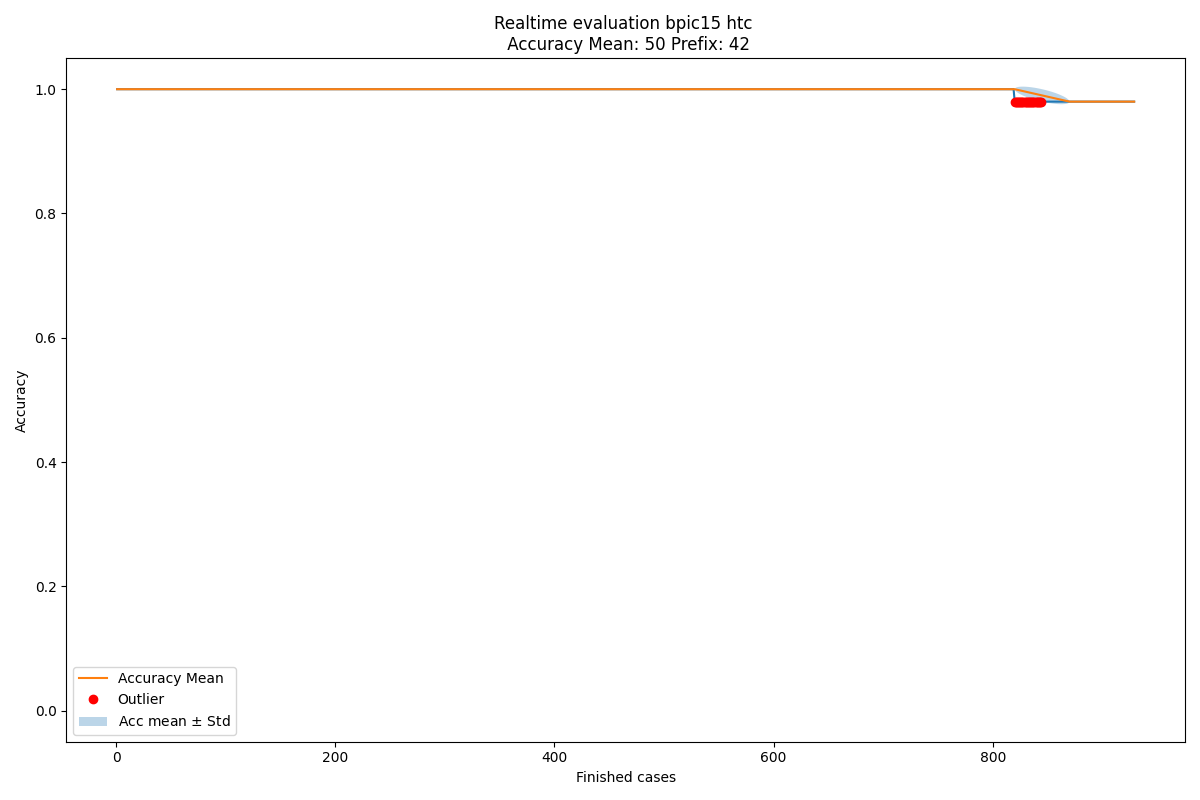 Realtime evaluation bpic15 htc
Accuracy Mean: 50 Prefix: 42
1.0
0.8
0.6
0.4
0.2
0.0
Accuracy
Accuracy Mean
Outlier
Acc mean ± Std
0 200 400 600 800
Finished cases